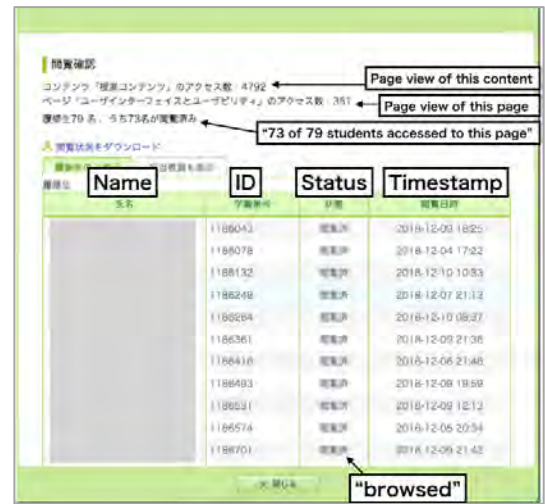 閲覧確認
コンテンツ「授業コンテンツ」のアクセス数：4792
Page view of this content
ページ「ユーザインターフェイスとユーザビリティ」のアクセス数：351
Page view of this page
履修生79 名、うち73名が閲覧済み
"73 of 79 students accessed to this page"
閲覧状況をダウンロード
Name ID Status Timestamp
氏名 学籍番号 状態 閲覧日時
1186043 閲覧済 2018-12-09 18:25
1186078 閲覧済 2018-12-04 17:22
1186132 閲覧済 2018-12-10 10:33
1186249 閲覧済 2018-12-07 21:13
1186264 閲覧済 2018-12-10 08:37
1186361 閲覧済 2018-12-09 21:36
1186416 閲覧済 2018-12-06 21:46
1186493 閲覧済 2018-12-09 19:59
1186531 閲覧済 2018-12-09 12:13
1186574 閲覧済 2018-12-05 20:34
1186701 閲覧済 2018-12-09 21:42
閉じる
"browsed"